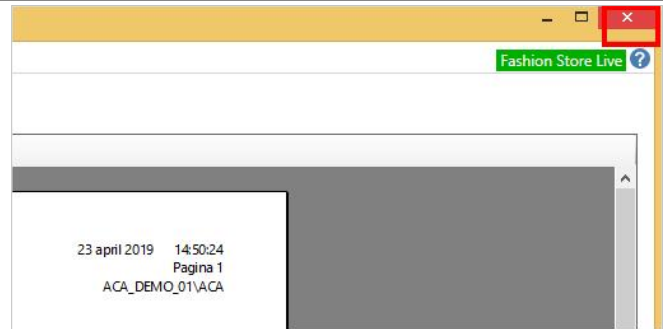 Fashion Store Live
23 april 2019 14:50:24
Pagina 1
ACA_DEMO_01\ACA